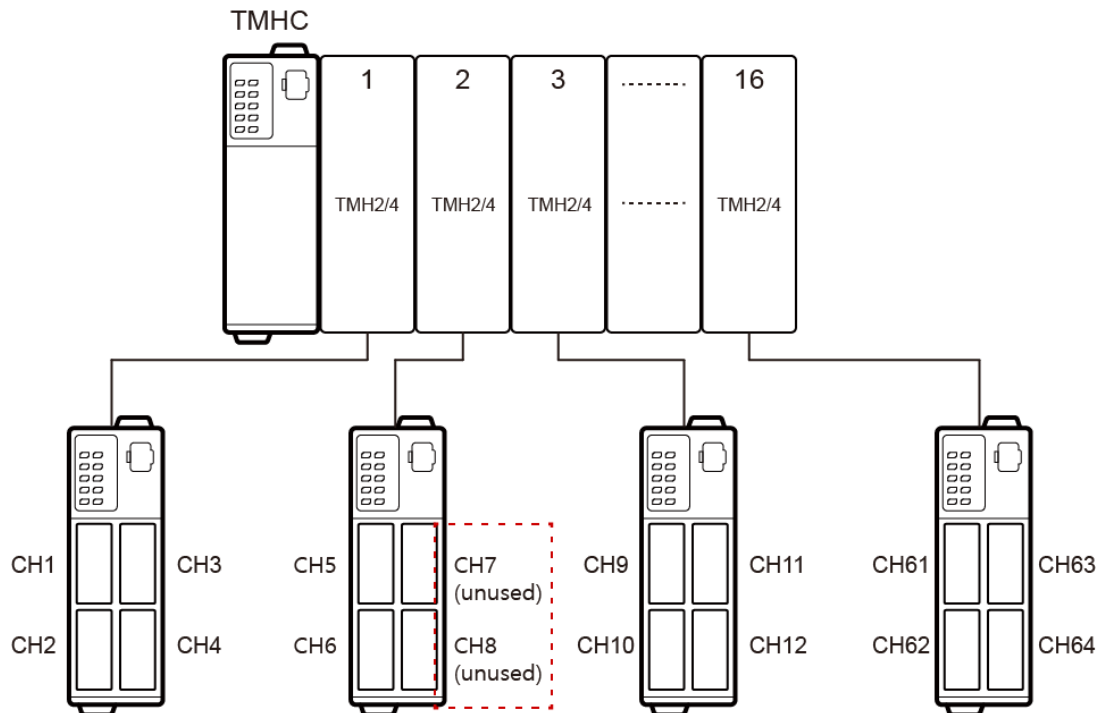 TMHC
1
2
3
16
TMH2/4
TMH2/4
TMH2/4
TMH2/4
CH1
CH3
CH5
CH7
(unused)
CH9
CH11
CH61
CH63
CH2
CH4
CH6
CH8
(unused)
CH10
CH12
CH62
CH64